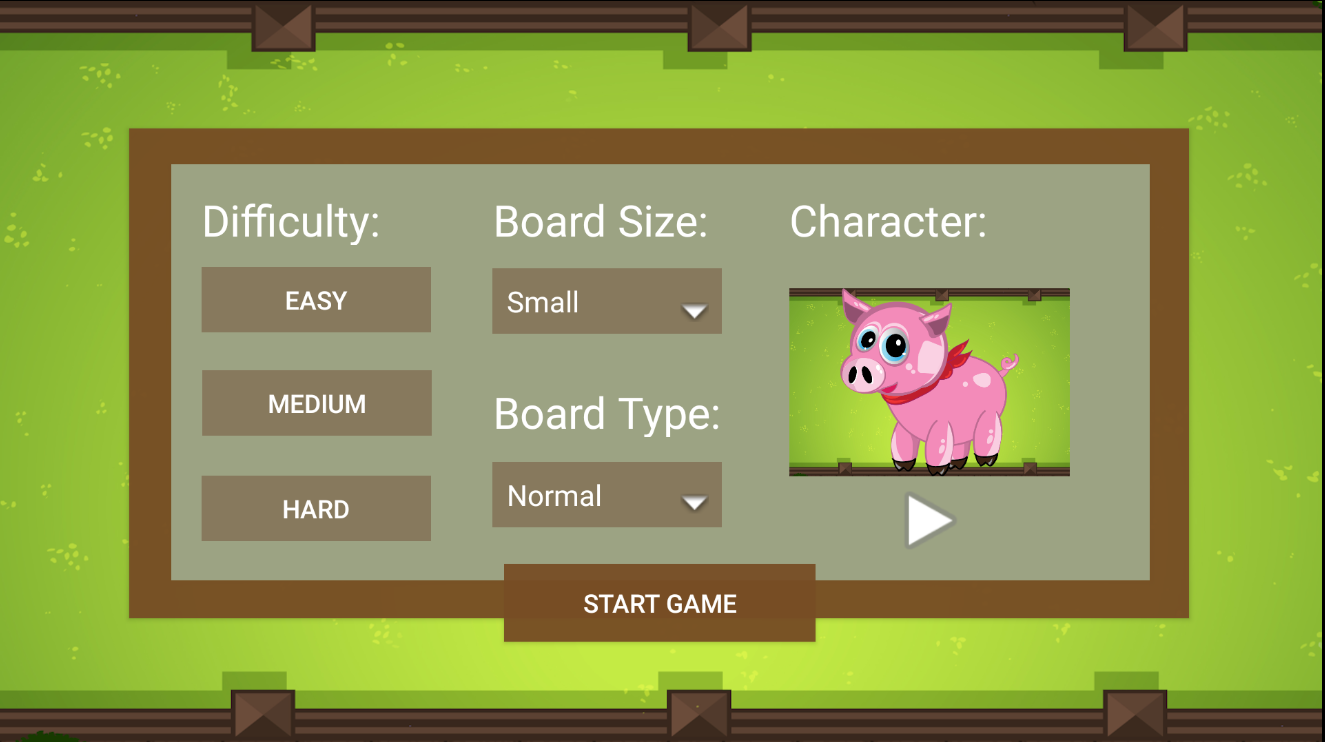 Difficulty:
EASY
MEDIUM
HARD
Board Size:
Small
Board Type:
Normal
Character:
START GAME